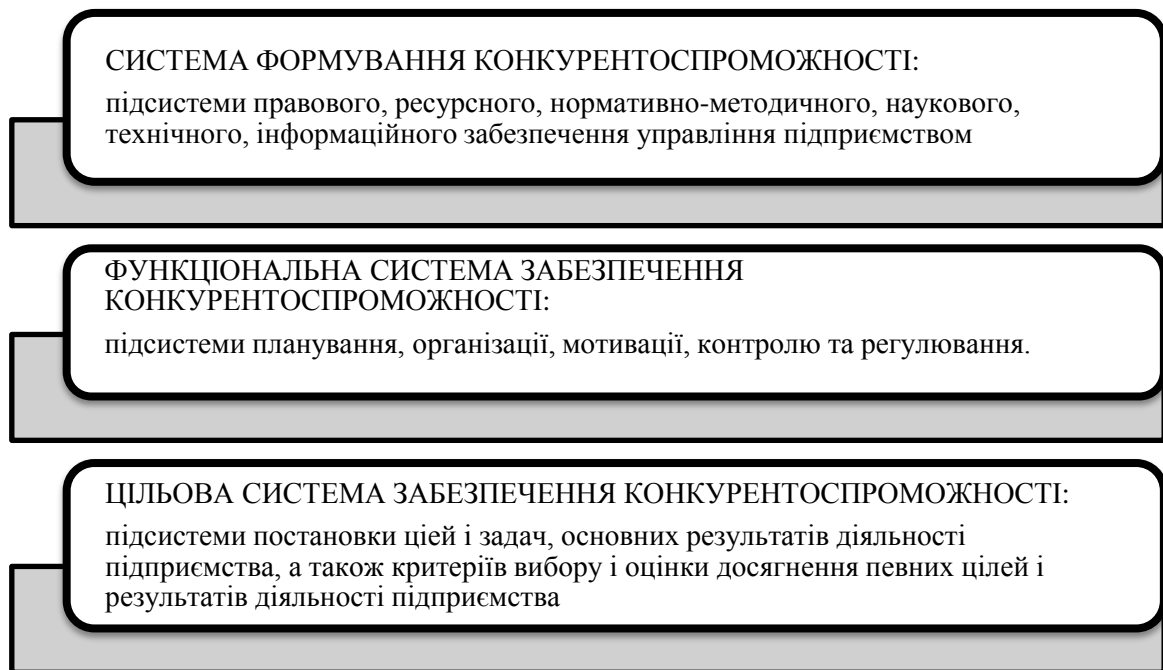 СИСТЕМА ФОРМУВАННЯ КОНКУРЕНТОСПРОМОЖНОСТІ:
підсистеми правового, ресурсного, нормативно-методичного, наукового,
технічного, інформаційного забезпечення управління підприємством
ФУНКЦІОНАЛЬНА СИСТЕМА ЗАБЕЗПЕЧЕННЯ
КОНКУРЕНТОСПРОМОЖНОСТІ:
підсистеми планування, організації, мотивації, контролю та регулювання.
ЦІЛЬОВА СИСТЕМА ЗАБЕЗПЕЧЕННЯ КОНКУРЕНТОСПРОМОЖНОСТІ:
підсистеми постановки ціей і задач, основних результатів діяльності
підприємства, а також критеріїв вибору і оцінки досягнення певних цілей і
результатів діяльності підприємства